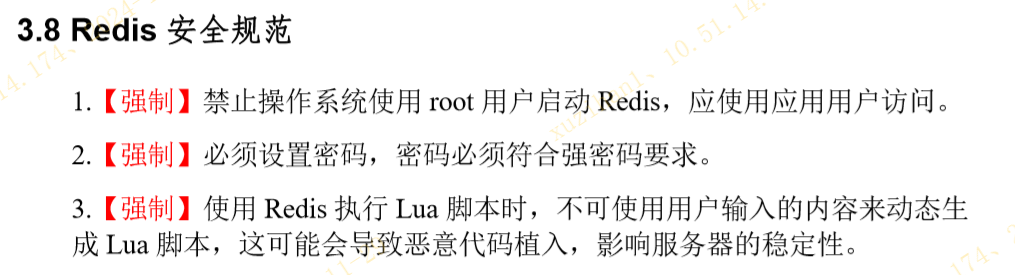 3.8 Redis 安全规范
1.【强制】禁止操作系统使用 root 用户启动 Redis，应使用应用用户访问。
2.【强制】必须设置密码，密码必须符合强密码要求。
3.【强制】使用 Redis 执行 Lua 脚本时，不可使用用户输入的内容来动态生
成 Lua 脚本，这可能会导致恶意代码植入，影响服务器的稳定性。